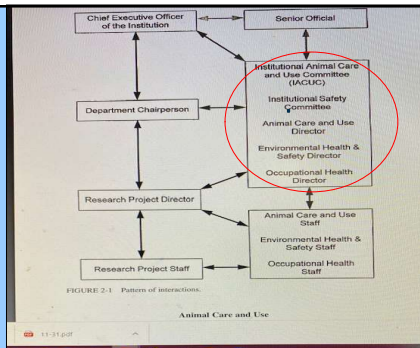 Chief Executive Officer
of the Institution
Senior Official
Institutional Animal Care
and Use Committee
(IACUC)
Institutional Safety
Committee
Department Chairperson
Animal Care and Use
Director
Environmental Health &
Safety Director
Occupational Health
Director
Research Project Director
Animal Care and Use
Staff
Environmental Health &
Safety Staff
Research Project Staff
Occupational Health
Staff
FIGURE 2-1 Pattern of interactions.
Animal Care and Use
11-31.pdf